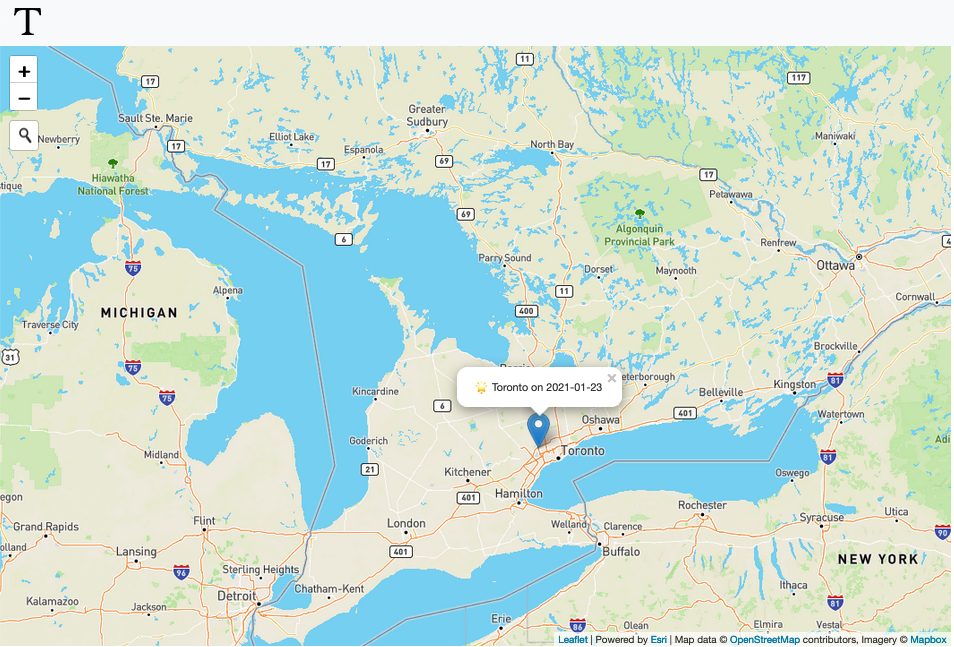 T
+
−
11
17
117
Sault Ste. Marie
Greater
Sudbury
Newberry
17
Elliot Lake
Espanola
17
69
North Bay
Maniwaki
Hiawatha
National Forest
17
Petawawa
69
6
Algonquin
Provincial Park
Renfrew
Ottawa
75
Parry Sound
Dorset
Maynooth
Alpena
11
Cornwall
MICHIGAN
400
Traverse City
31
Brockville
75
eterborough
Kingston
81
Kincardine
🌟 Toronto on 2021-01-23 ×
75
Belleville
6
401
Watertown
Oshawa
Goderich
Toronto
Midland
81
21
Kitchener
Oswego
Hamilton
401
Rochester
Grand Rapids
Flint
London
Welland
Clarence
Syracuse
Utica
90
Lansing
401
Buffalo
NEW YORK
96
Sterling Heights
Chatham-Kent
Ithaca
Detroit
Kalamazoo
Jackson
81
Erie
86
Olean
Elmira
Vestal
Leaflet | Powered by Esri | Map data © OpenStreetMap contributors, Imagery © Mapbox